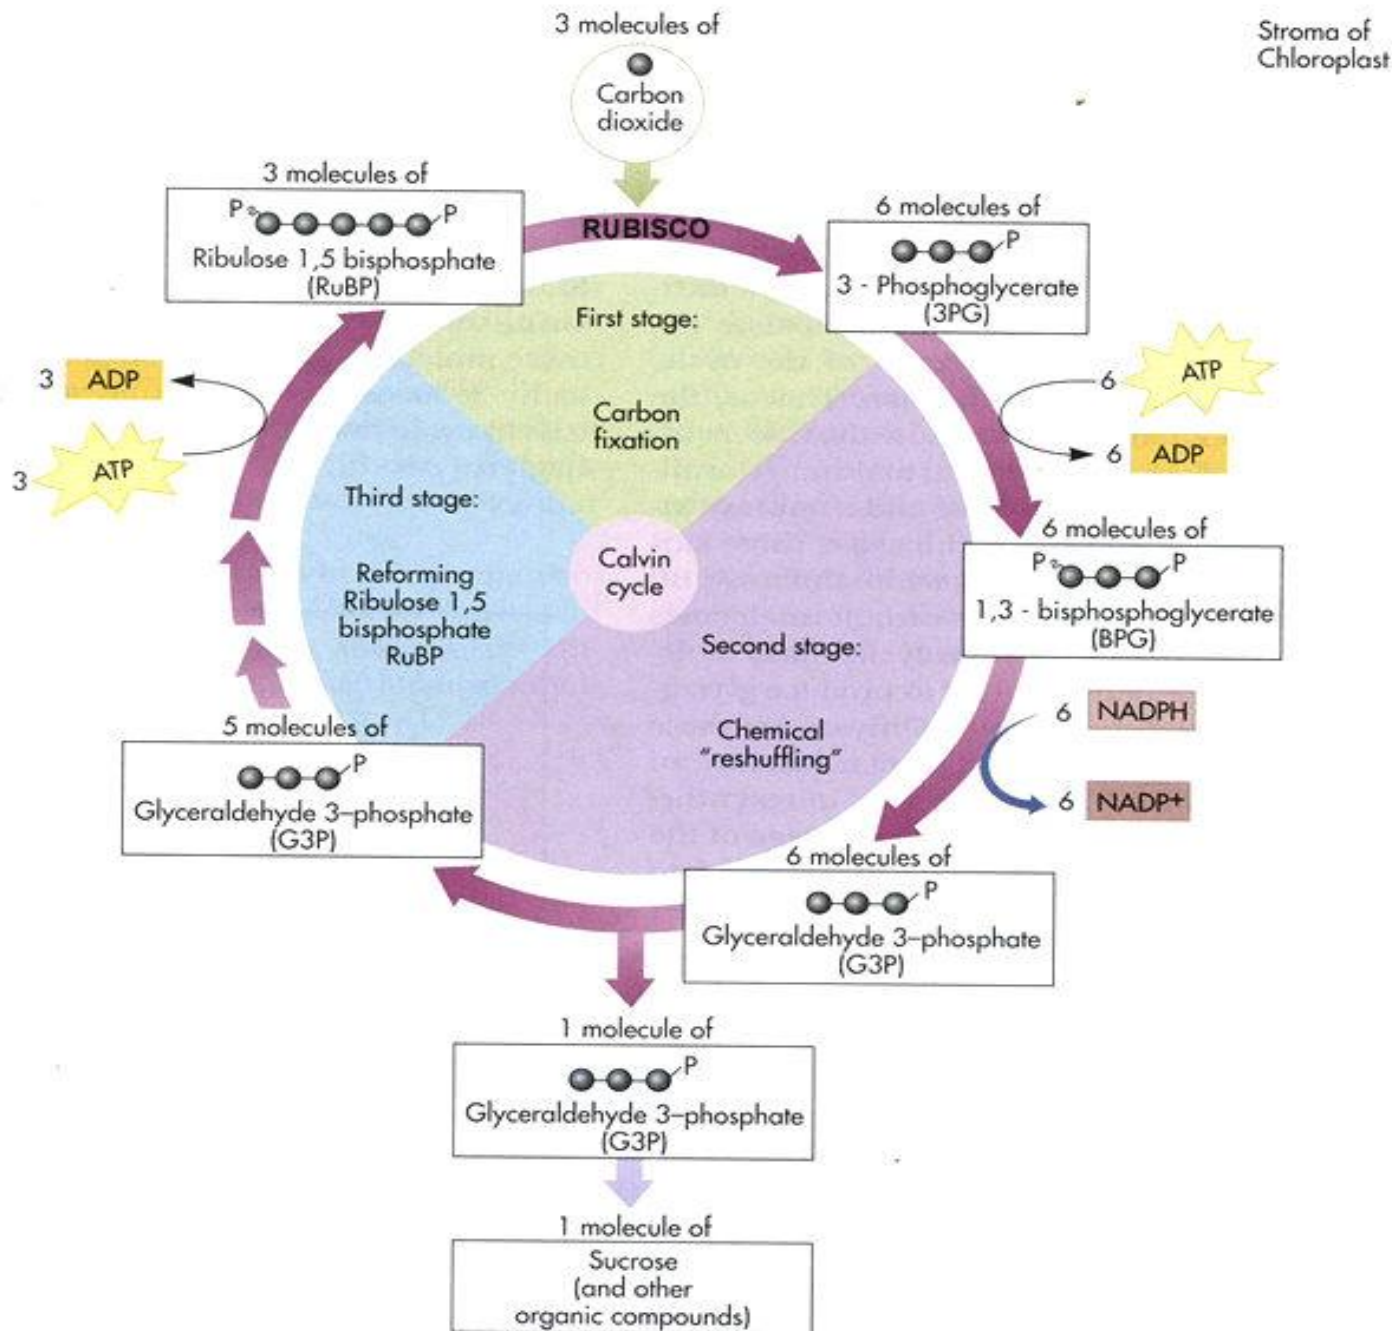 3 molecules of
Carbon
dioxide
Stroma of
Chloroplast
3 molecules of
P P
Ribulose 1,5 bisphosphate
(RuBP)
RUBISCO
6 molecules of
P
3 - Phosphoglycerate
(3PG)
First stage:
Carbon
fixation
3 ADP
3 ATP
6 ATP
6 ADP
Third stage:
Reforming
Ribulose 1,5
bisphosphate
RuBP
Calvin
cycle
6 molecules of
P P
1,3 - bisphosphoglycerate
(BPG)
Second stage:
Chemical
"reshuffling"
6 NADPH
6 NADP+
5 molecules of
P
Glyceraldehyde 3-phosphate
(G3P)
6 molecules of
P
Glyceraldehyde 3-phosphate
(G3P)
1 molecule of
P
Glyceraldehyde 3-phosphate
(G3P)
1 molecule of
Sucrose
(and other
organic compounds)